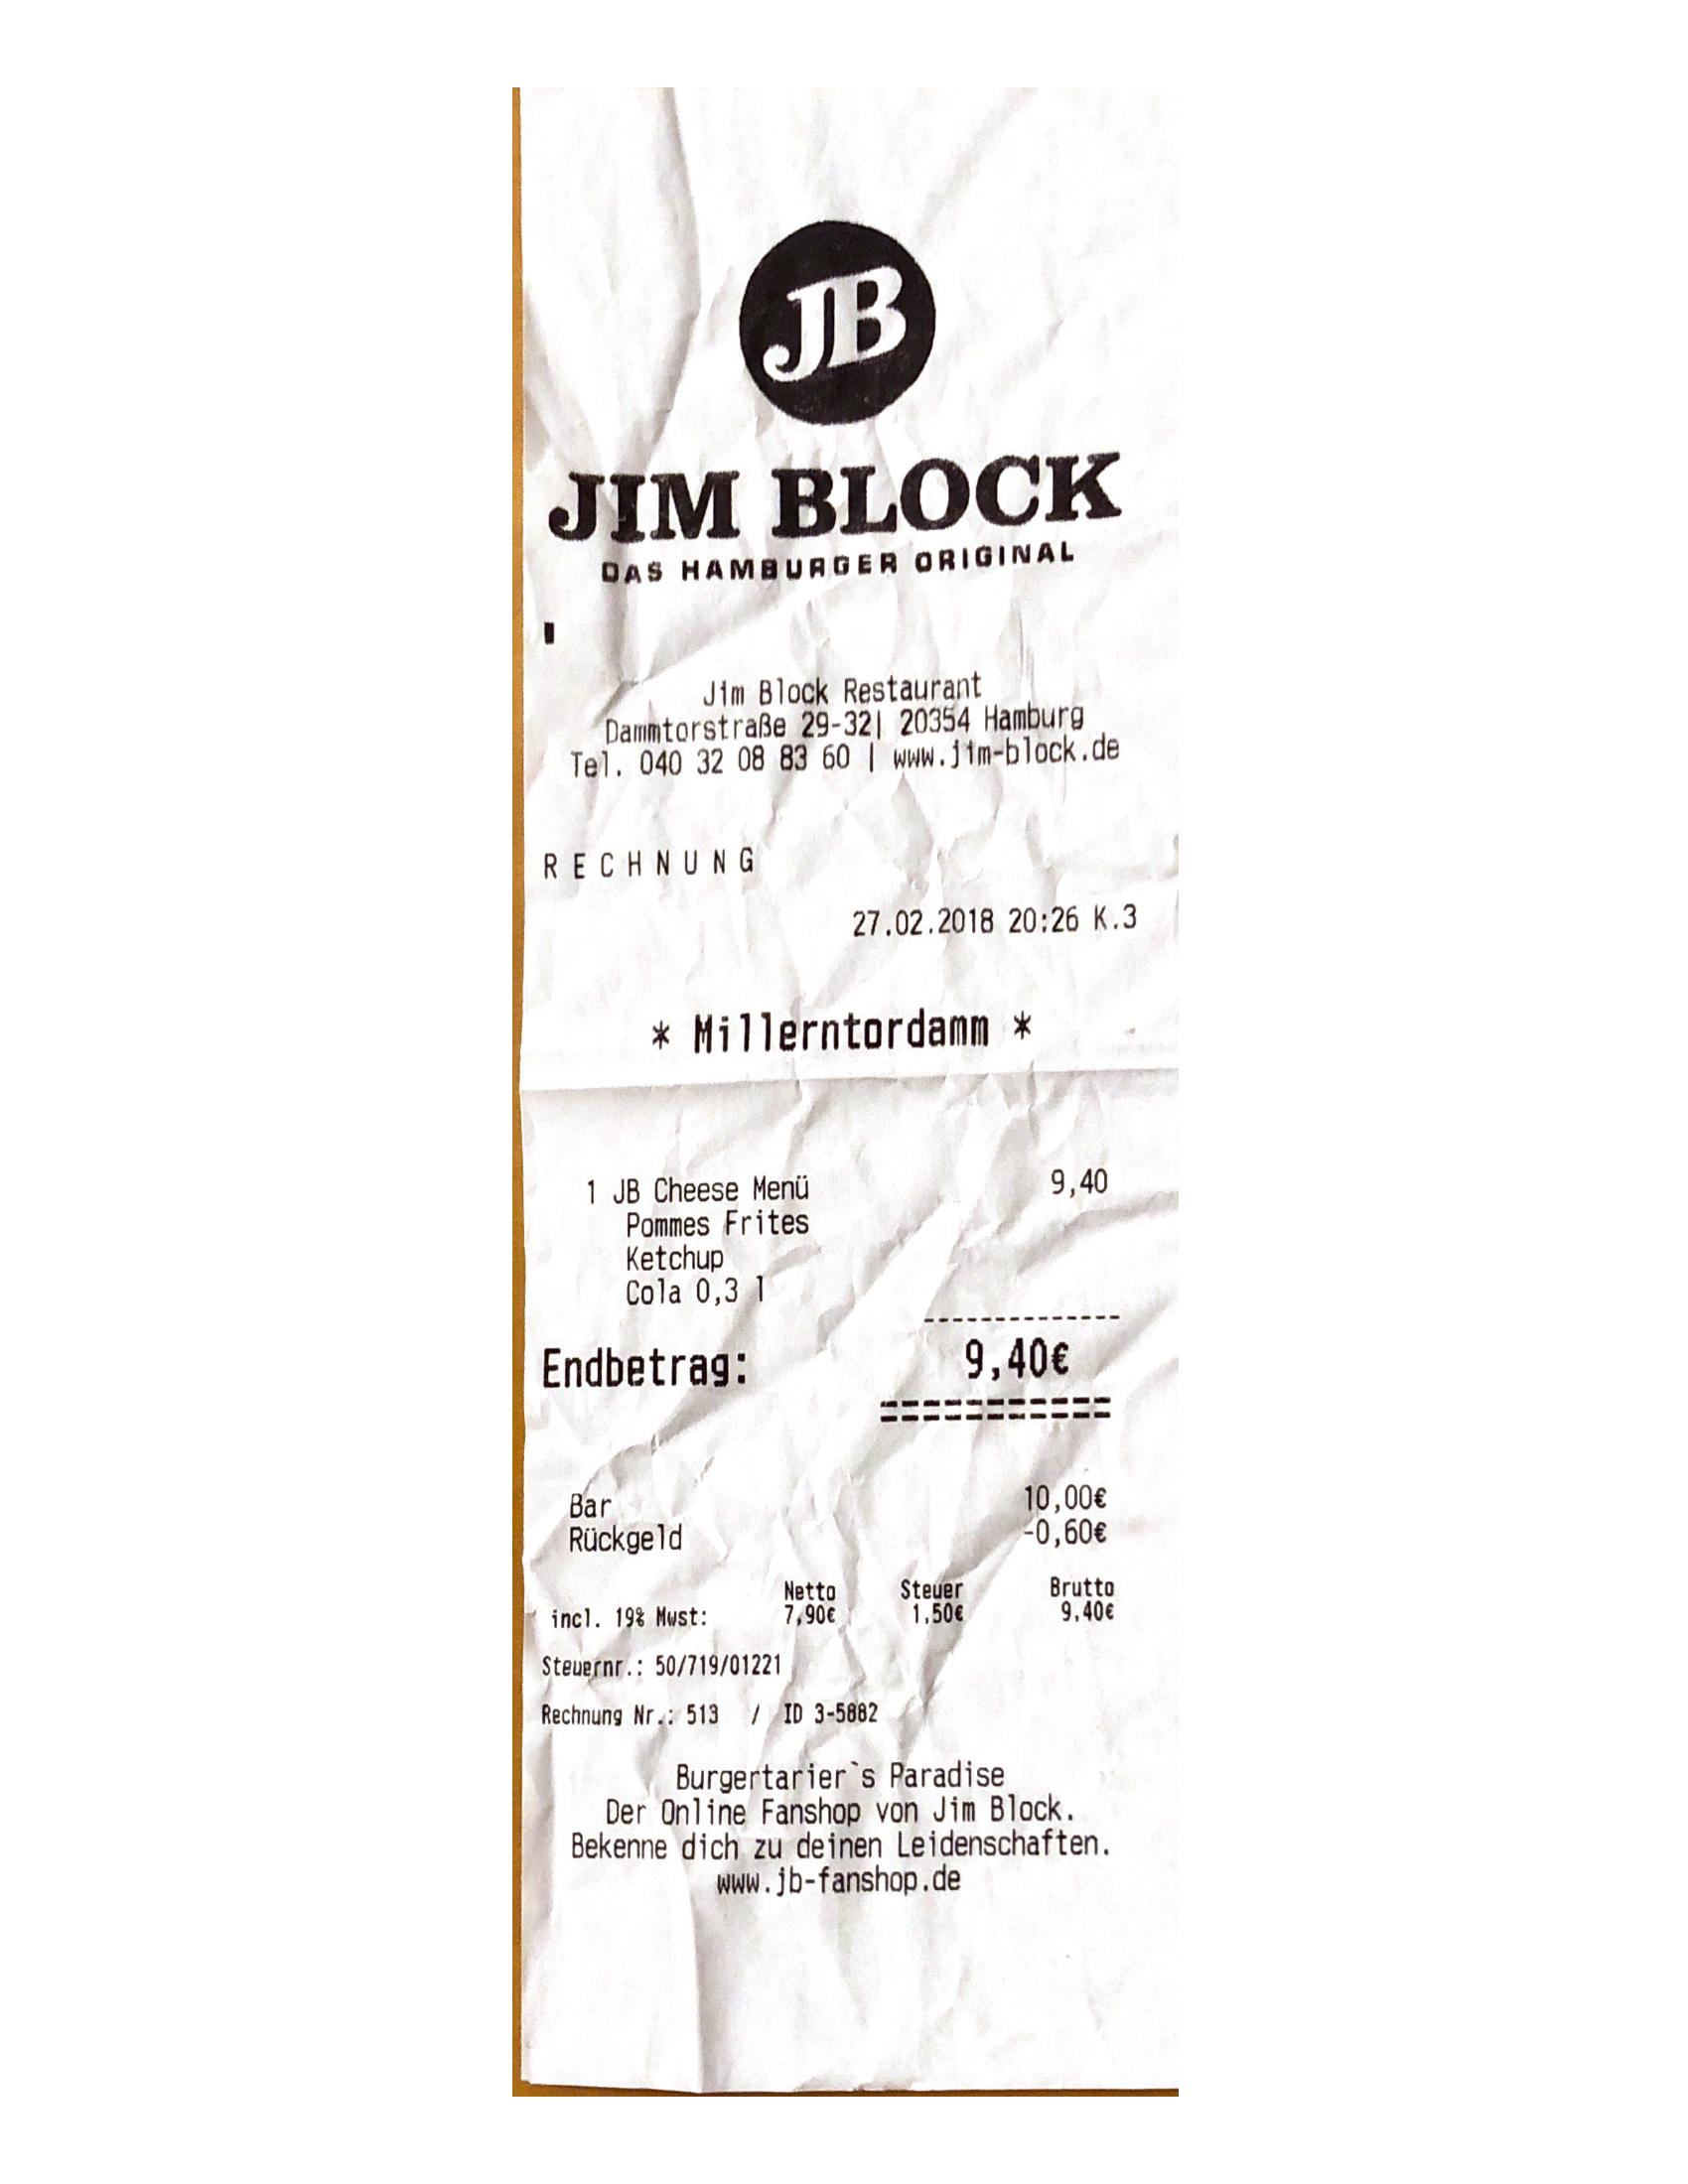 JB
JIM BLOCK
DAS HAMBURGER ORIGINAL
Jim Block Restaurant
Dammtorstraße 29-32| 20354 Hamburg
Tel. 040 32 08 83 60 | www.jim-block.de
R E C H N U N G
27.02.2018 20:26 K.3
* Millerntordamm *
1 JB Cheese Menü 9,40
Pommes Frites
Ketchup
Cola 0,3 l
--------------
Endbetrag: 9,40€
===========
Bar 10,00€
Rückgeld -0,60€
Netto Steuer Brutto
incl. 19% Mwst: 7,90€ 1,50€ 9,40€
Steuernr.: 50/719/01221
Rechnung Nr.: 513 / ID 3-5882
Burgertarier`s Paradise
Der Online Fanshop von Jim Block.
Bekenne dich zu deinen Leidenschaften.
www.jb-fanshop.de